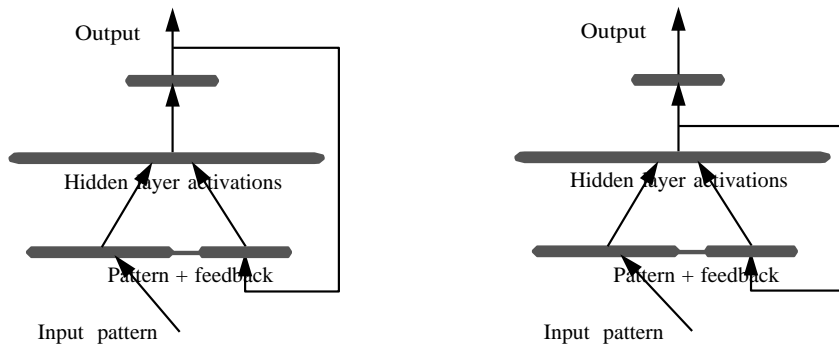 Output
Hidden layer activations
Pattern + feedback
Input pattern
Output
Hidden layer activations
Pattern + feedback
Input pattern